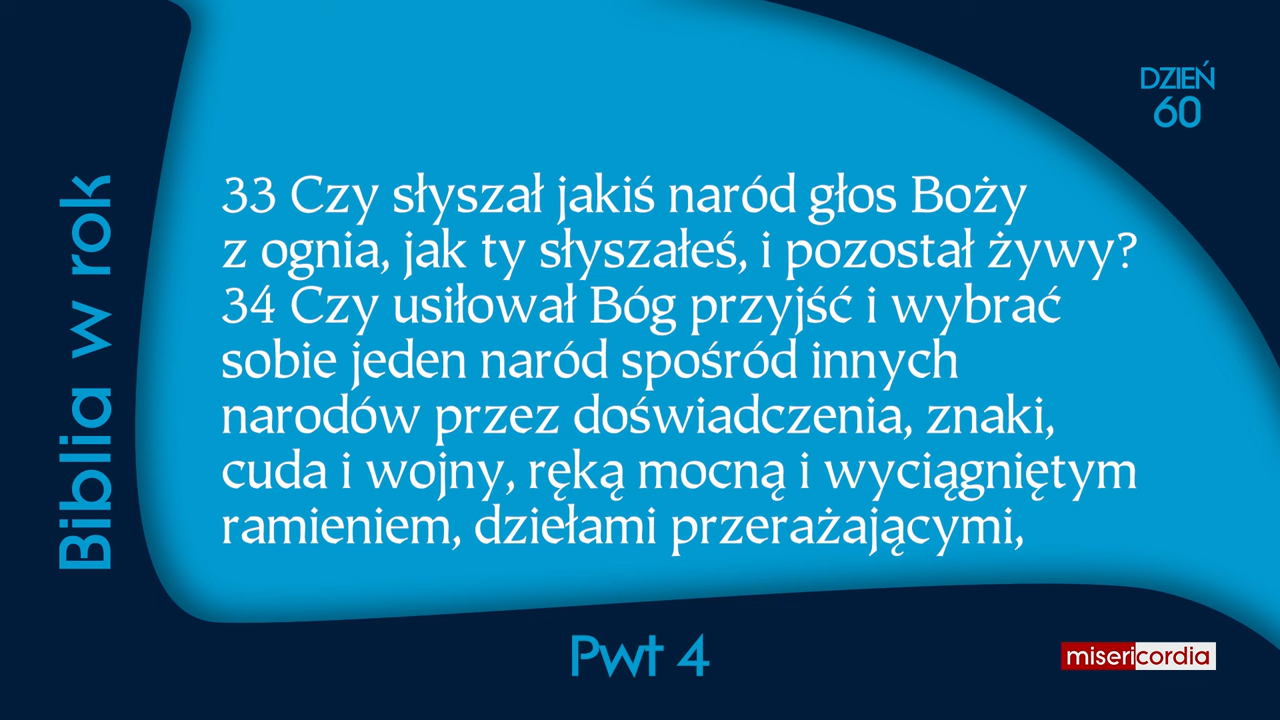 DZIEŃ
60
Biblia w rok
33 Czy słyszał jakiś naród głos Boży
z ognia, jak ty słyszałeś, i pozostał żywy?
34 Czy usiłował Bóg przyjść i wybrać
sobie jeden naród spośród innych
narodów przez doświadczenia, znaki,
cuda i wojny, ręką mocną i wyciągniętym
ramieniem, dziełami przerażającymi,
Pwt 4
misericordia